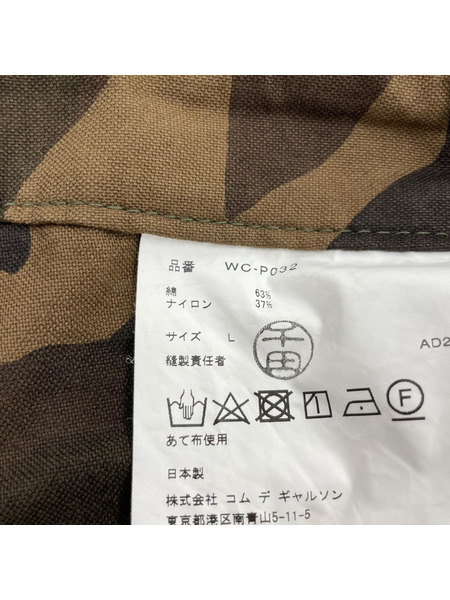 品番 WC-P032
綿 63%
ナイロン 37%
サイズ L
縫製責任者 千田
AD2
F
あて布使用
日本製
株式会社 コム デ ギャルソン
東京都港区南青山5-11-5